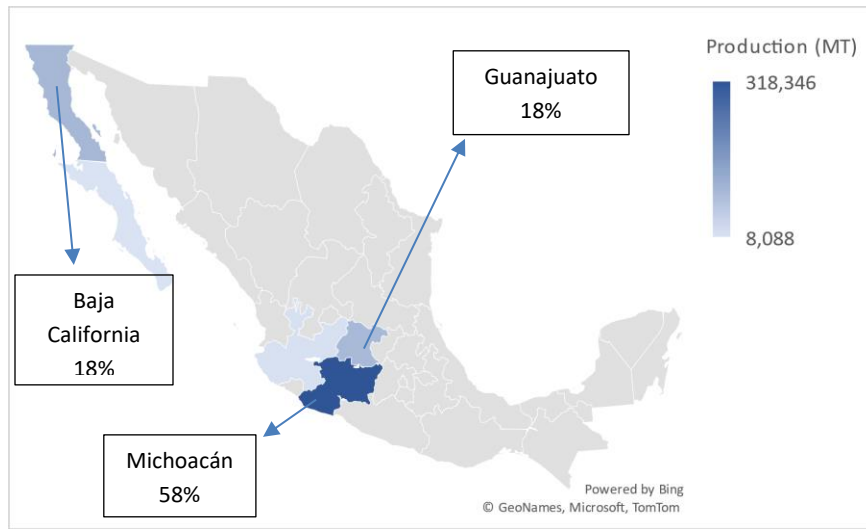 Production (MT)
318,346
8,088
Guanajuato
18%
Baja
California
18%
Michoacán
58%
Powered by Bing
© GeoNames, Microsoft, TomTom